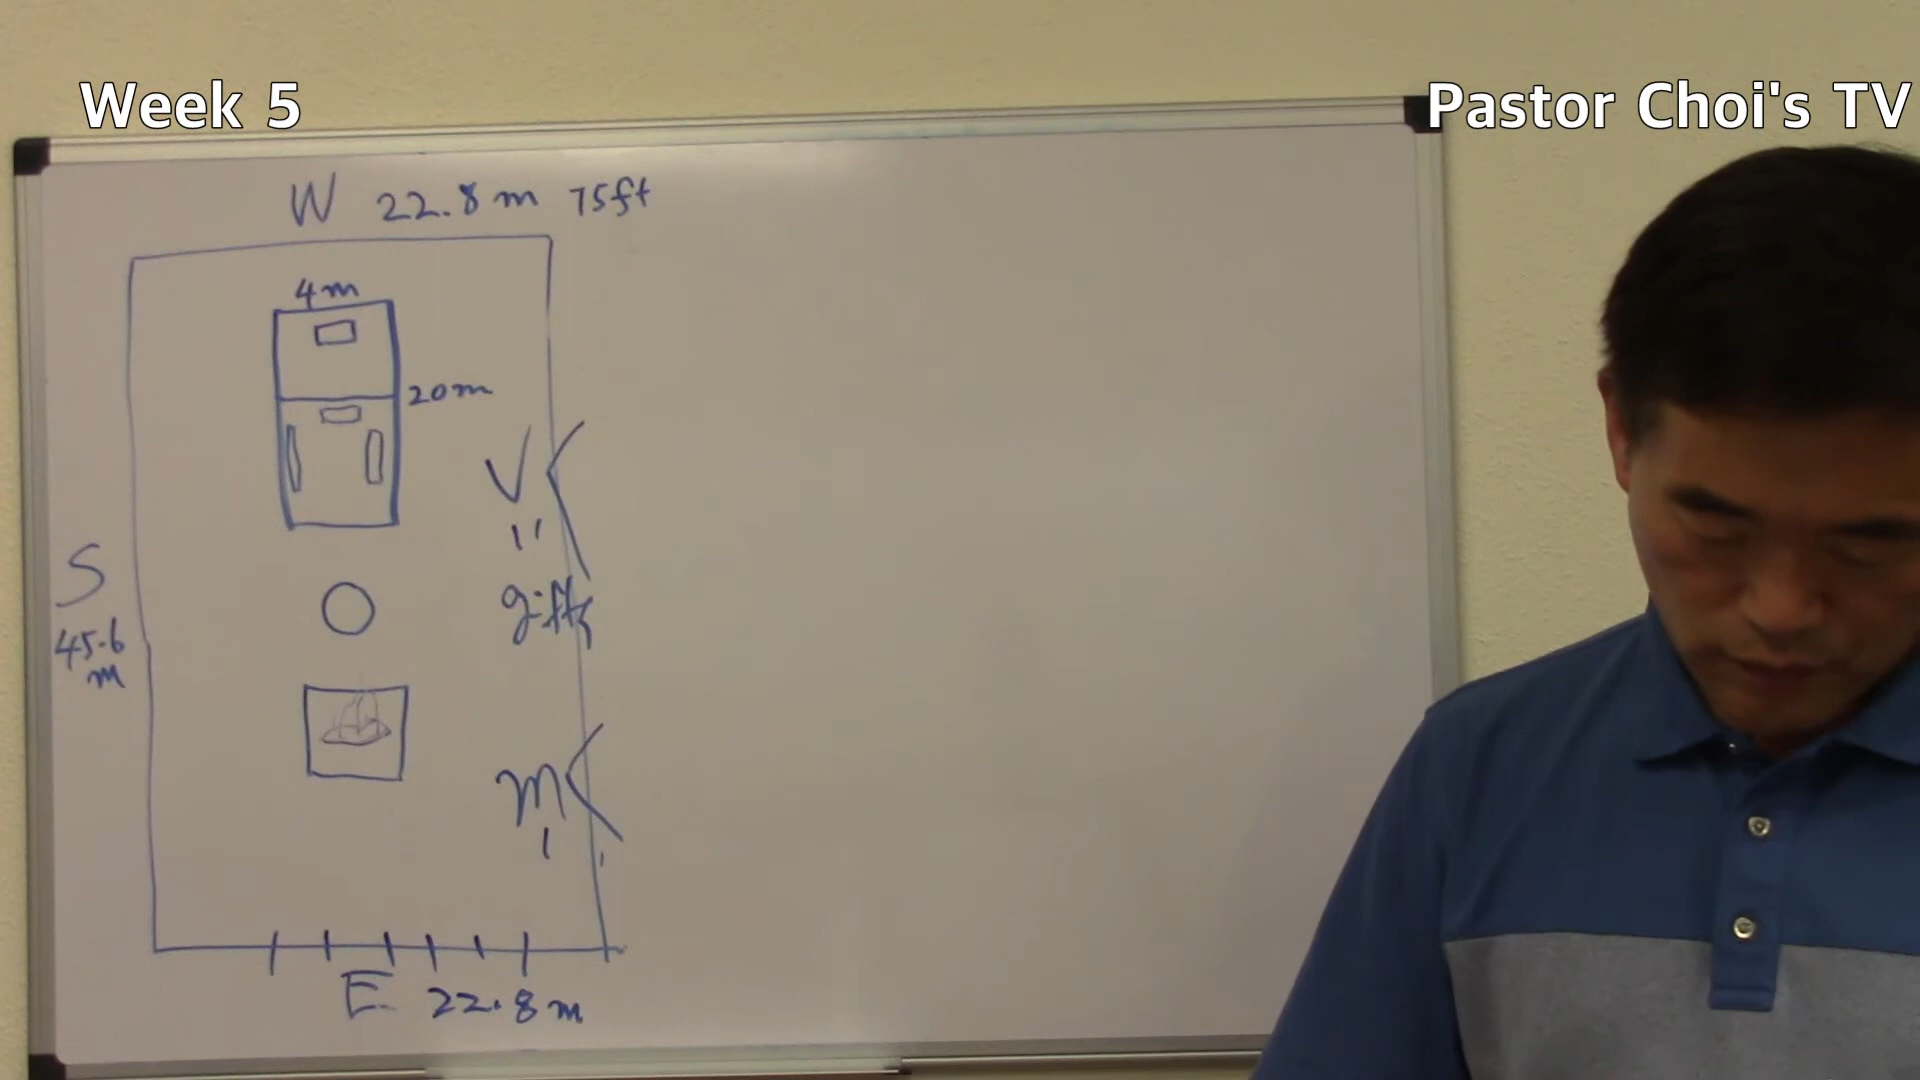 Week 5
Pastor Choi's TV
W 22.8 m 75ft
4m
20m
V
gifts
S
45.6
m
m
E 22.8 m